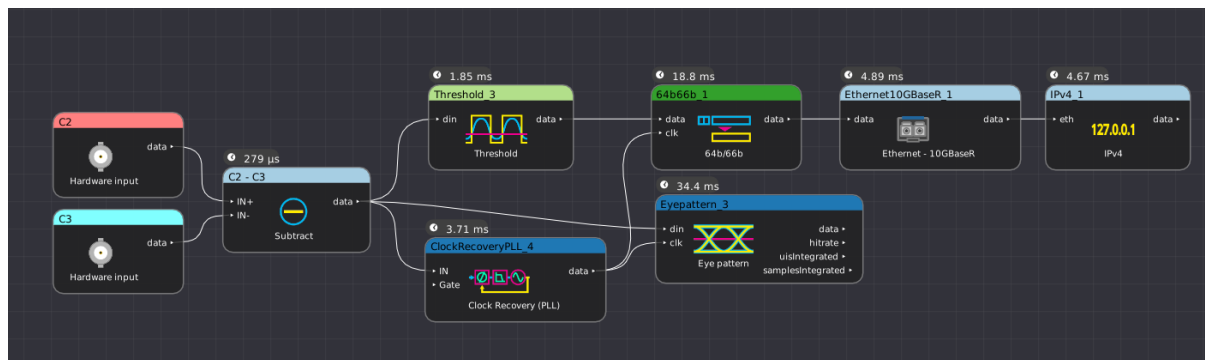 C2
data
Hardware input
C3
data
Hardware input
279 μs
C2 - C3
IN+
IN-
data
Subtract
1.85 ms
Threshold_3
din
data
Threshold
3.71 ms
ClockRecoveryPLL_4
IN
Gate
data
Clock Recovery (PLL)
18.8 ms
64b66b_1
data
clk
data
64b/66b
34.4 ms
Eyepattern_3
din
clk
data
hitrate
uisIntegrated
samplesIntegrated
Eye pattern
4.89 ms
Ethernet10GBaseR_1
data
data
Ethernet - 10GBaseR
4.67 ms
IPv4_1
eth
data
127.0.0.1
IPv4